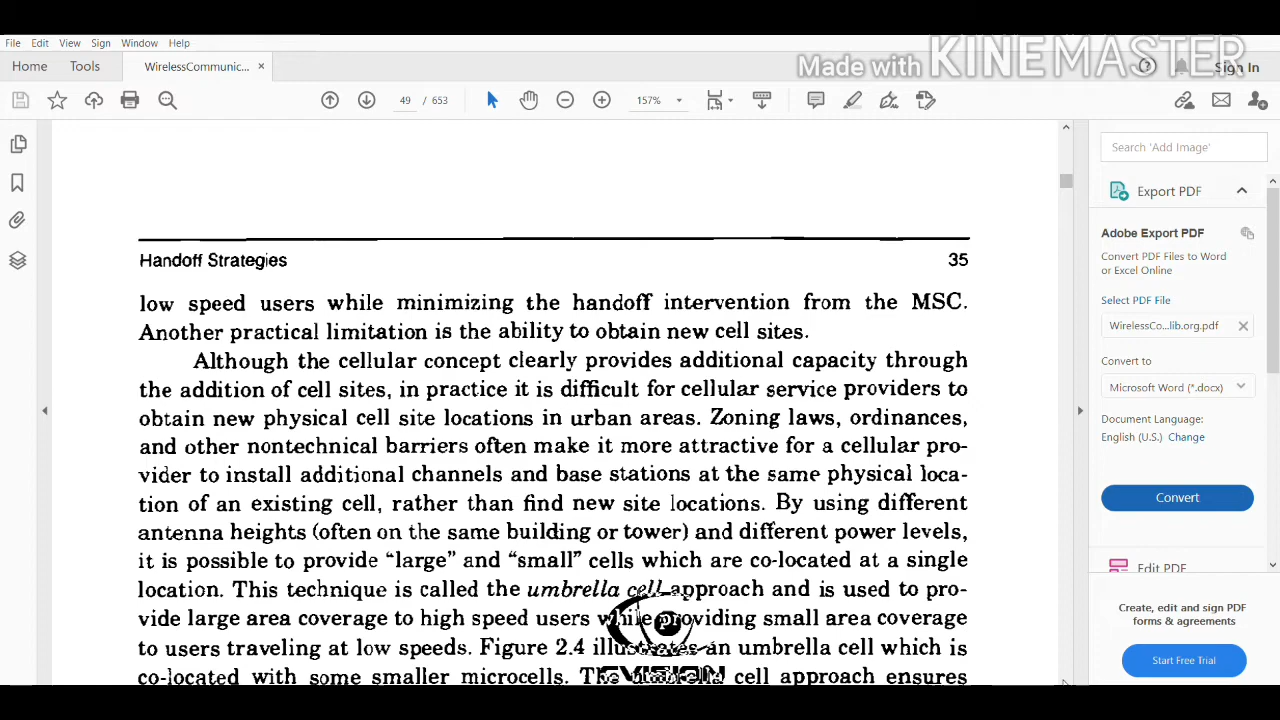 Made with KINEMASTER
File Edit View Sign Window Help
Home Tools WirelessCommunic... × Sign In
49 / 653 157%
Search 'Add Image'
Export PDF
Adobe Export PDF
Convert PDF Files to Word
or Excel Online
Select PDF File
WirelessCo...lib.org.pdf
Convert to
Microsoft Word (*.docx)
Document Language:
English (U.S.) Change
Convert
Edit PDF
Create, edit and sign PDF
forms & agreements
Start Free Trial
Handoff Strategies 35
low speed users while minimizing the handoff intervention from the MSC.
Another practical limitation is the ability to obtain new cell sites.
Although the cellular concept clearly provides additional capacity through
the addition of cell sites, in practice it is difficult for cellular service providers to
obtain new physical cell site locations in urban areas. Zoning laws, ordinances,
and other nontechnical barriers often make it more attractive for a cellular pro-
vider to install additional channels and base stations at the same physical loca-
tion of an existing cell, rather than find new site locations. By using different
antenna heights (often on the same building or tower) and different power levels,
it is possible to provide "large" and "small" cells which are co-located at a single
location. This technique is called the umbrella cell approach and is used to pro-
vide large area coverage to high speed users while providing small area coverage
to users traveling at low speeds. Figure 2.4 illustrates an umbrella cell which is
co-located with some smaller microcells. The umbrella cell approach ensures